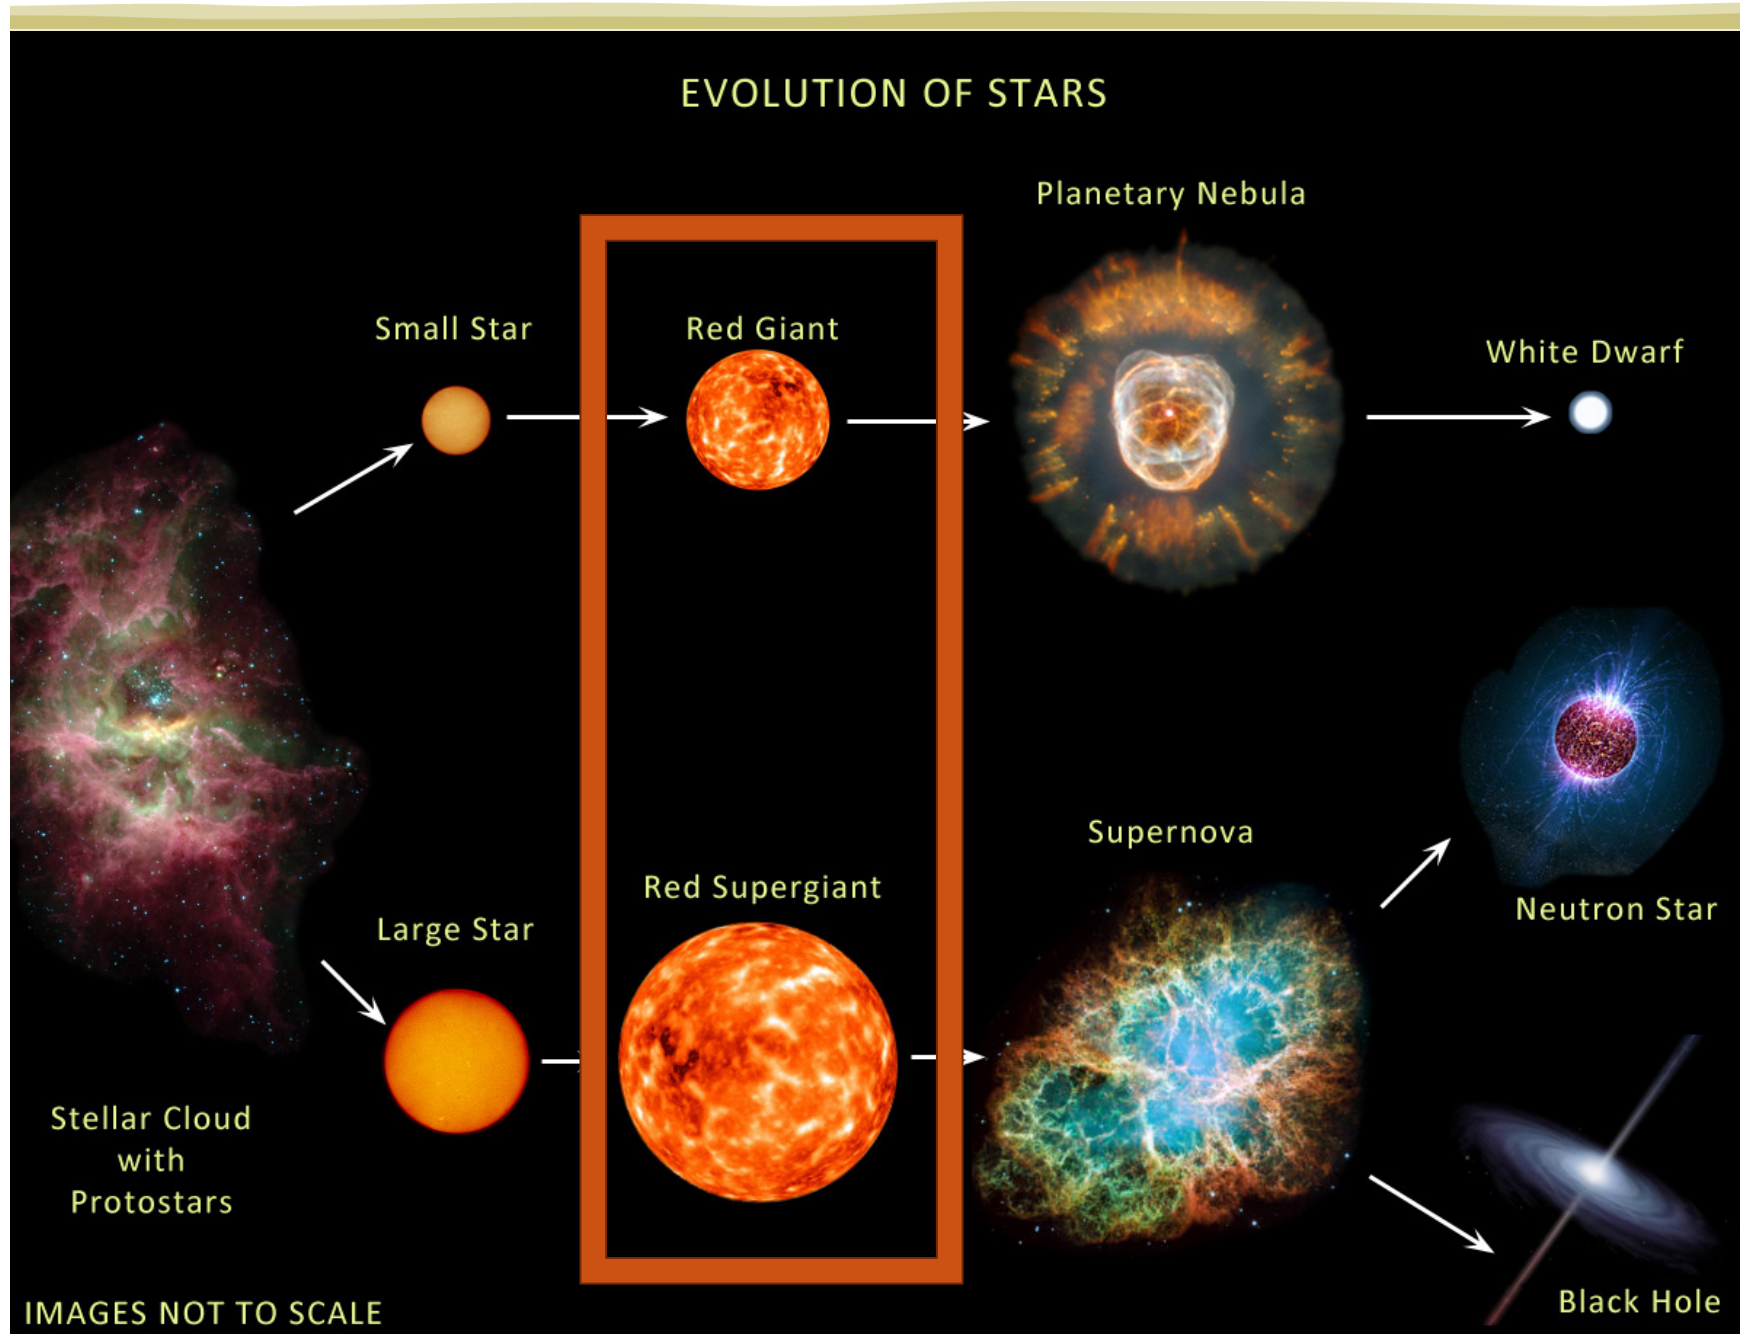 EVOLUTION OF STARS
Planetary Nebula
Small Star
Red Giant
White Dwarf
Supernova
Red Supergiant
Large Star
Neutron Star
Stellar Cloud
with
Protostars
Black Hole
IMAGES NOT TO SCALE